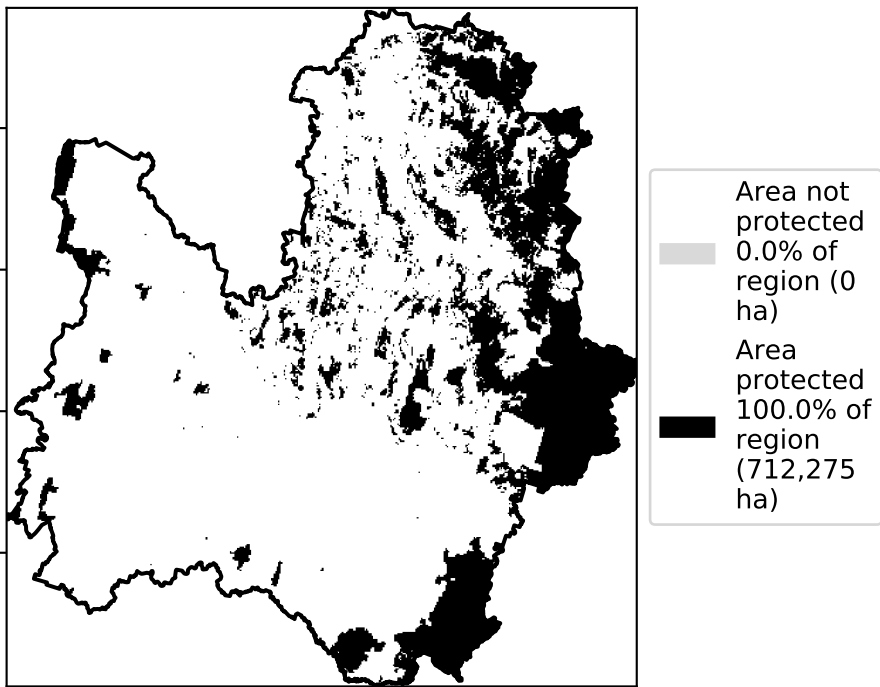 Area not
protected
0.0% of
region (0
ha)
Area
protected
100.0% of
region
(712,275
ha)